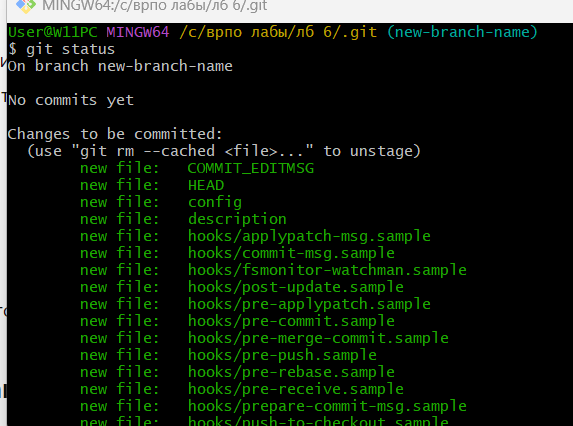 MINGW64:/c/врпо лабы/лб 6/.git
User@W11PC MINGW64 /c/врпо лабы/лб 6/.git (new-branch-name)
$ git status
On branch new-branch-name
No commits yet
Changes to be committed:
(use "git rm --cached <file>..." to unstage)
new file: COMMIT_EDITMSG
new file: HEAD
new file: config
new file: description
new file: hooks/applypatch-msg.sample
new file: hooks/commit-msg.sample
new file: hooks/fsmonitor-watchman.sample
new file: hooks/post-update.sample
new file: hooks/pre-applypatch.sample
new file: hooks/pre-commit.sample
new file: hooks/pre-merge-commit.sample
new file: hooks/pre-push.sample
new file: hooks/pre-rebase.sample
new file: hooks/pre-receive.sample
new file: hooks/prepare-commit-msg.sample
new file: hooks/push-to-checkout.sample